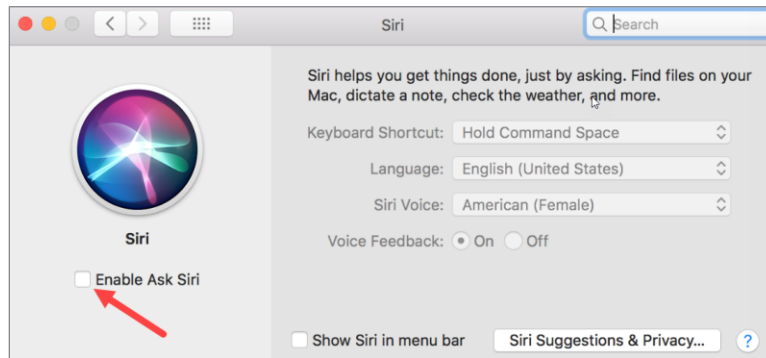 Siri
Search
Siri helps you get things done, just by asking. Find files on your
Mac, dictate a note, check the weather, and more.
Keyboard Shortcut: Hold Command Space
Language: English (United States)
Siri Voice: American (Female)
Siri
Voice Feedback: On Off
Enable Ask Siri
Show Siri in menu bar Siri Suggestions & Privacy... ?